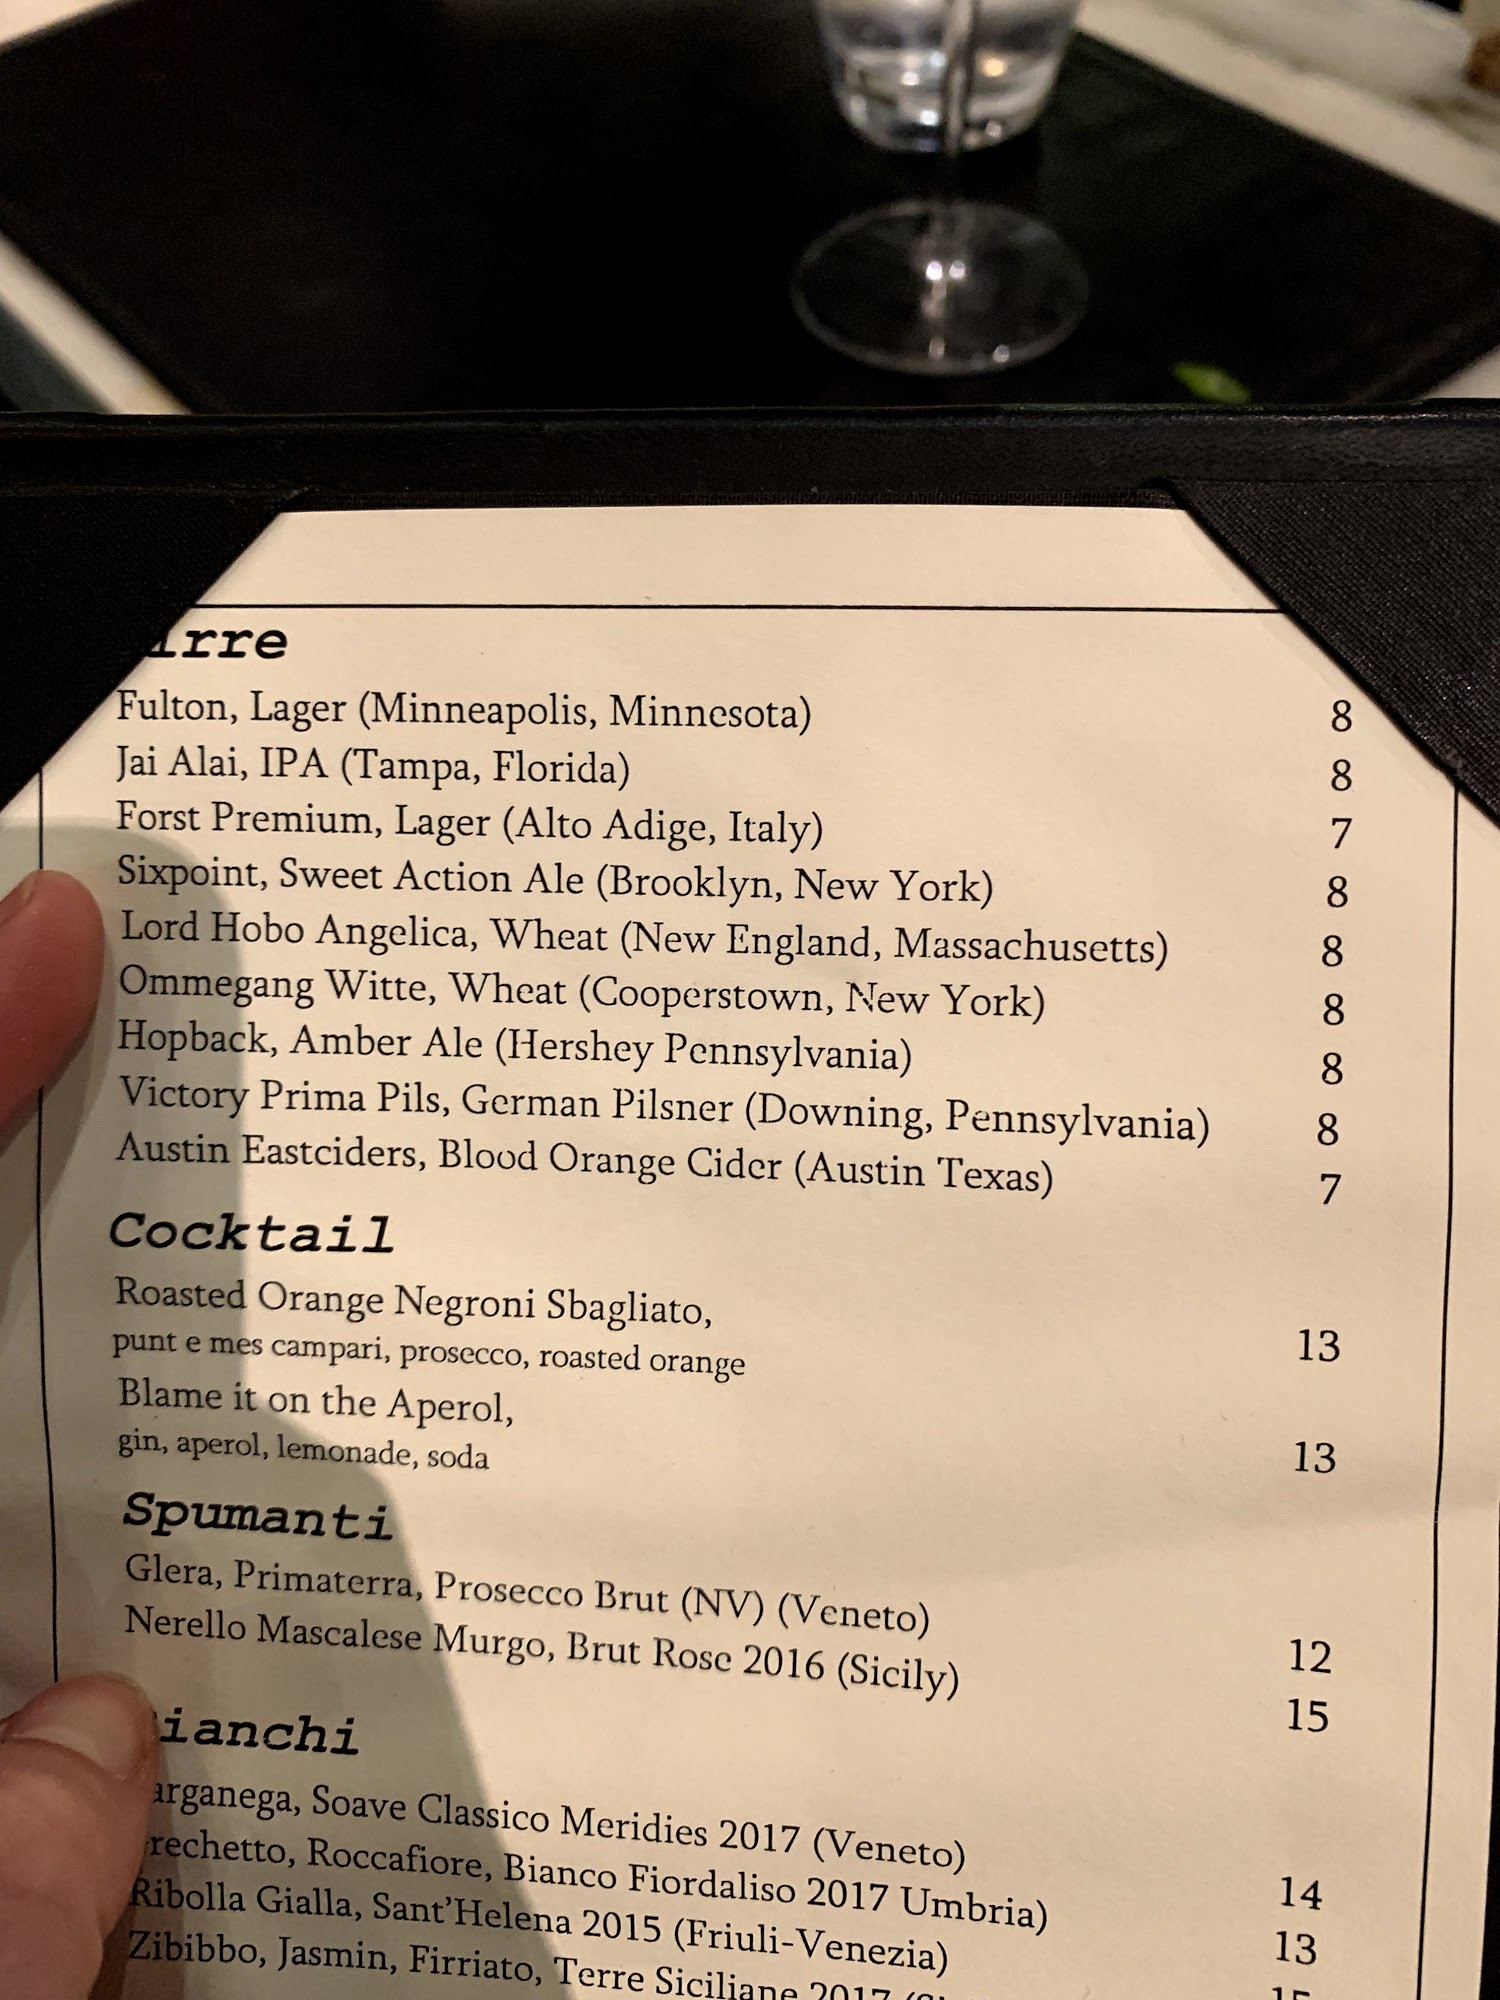 irre
Fulton, Lager (Minneapolis, Minnesota) 8
Jai Alai, IPA (Tampa, Florida) 8
Forst Premium, Lager (Alto Adige, Italy) 7
Sixpoint, Sweet Action Ale (Brooklyn, New York) 8
Lord Hobo Angelica, Wheat (New England, Massachusetts) 8
Ommegang Witte, Wheat (Cooperstown, New York) 8
Hopback, Amber Ale (Hershey Pennsylvania) 8
Victory Prima Pils, German Pilsner (Downing, Pennsylvania) 8
Austin Eastciders, Blood Orange Cider (Austin Texas) 7
Cocktail
Roasted Orange Negroni Sbagliato,
punt e mes campari, prosecco, roasted orange 13
Blame it on the Aperol,
gin, aperol, lemonade, soda 13
Spumanti
Glera, Primaterra, Prosecco Brut (NV) (Veneto) 12
Nerello Mascalese Murgo, Brut Rose 2016 (Sicily) 15
ianchi
arganega, Soave Classico Meridies 2017 (Veneto) 14
rechetto, Roccafiore, Bianco Fiordaliso 2017 Umbria) 13
Ribolla Gialla, Sant'Helena 2015 (Friuli-Venezia) 15
Zibibbo, Jasmin, Firriato, Terre Siciliane 2017